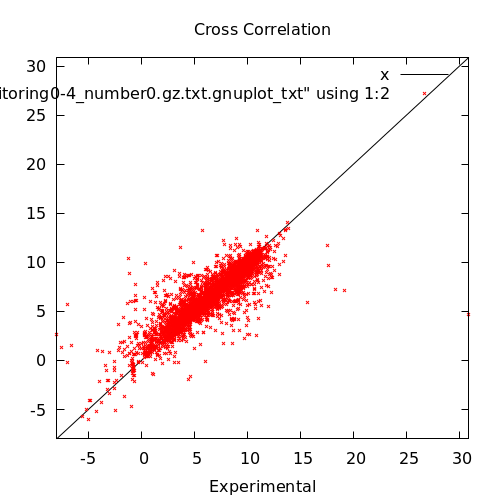 Cross Correlation
30
25
20
15
10
5
0
-5
x
itoring0-4_number0.gz.txt.gnuplot_txt" using 1:2
-5 0 5 10 15 20 25 30
Experimental